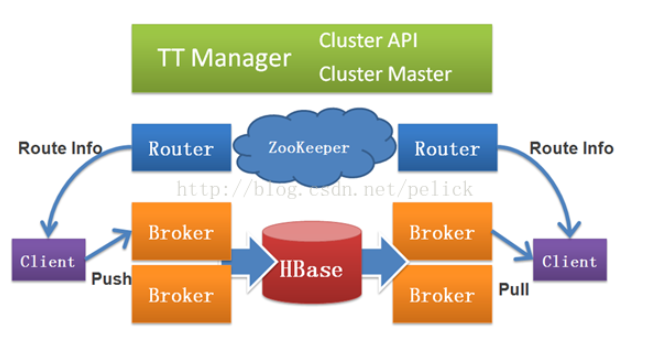 TT Manager
Cluster API
Cluster Master
Route Info
Router
ZooKeeper
Router
Route Info
http://blog.csdn.net/pelick
Broker
Broker
Client
HBase
Client
Push
Broker
Broker
Pull